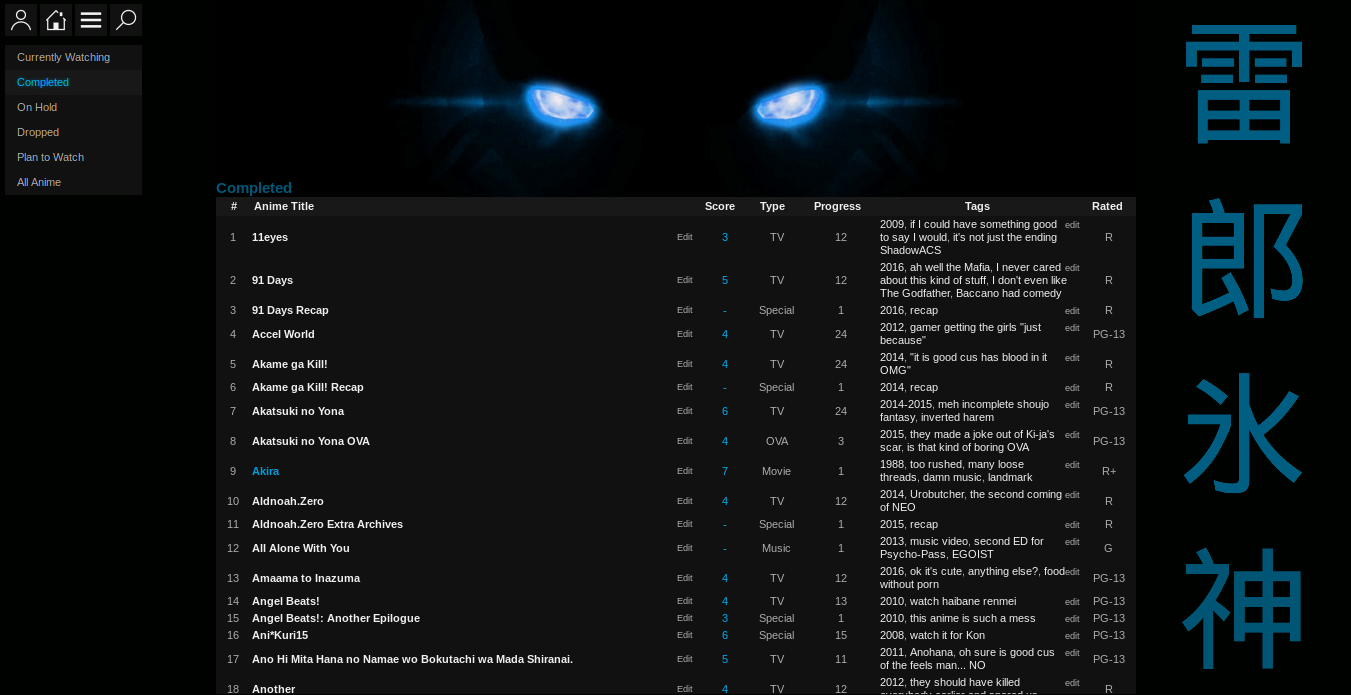 Currently Watching
Completed
On Hold
Dropped
Plan to Watch
All Anime
雷
郎
氷
神
Completed
# Anime Title Score Type Progress Tags Rated
1 11eyes Edit 3 TV 12 2009, if I could have something good edit R
to say I would, it's not just the ending
ShadowACS
2 91 Days Edit 5 TV 12 2016, ah well the Mafia, I never cared edit R
about this kind of stuff, I don't even like
The Godfather, Baccano had comedy
3 91 Days Recap Edit - Special 1 2016, recap edit R
4 Accel World Edit 4 TV 24 2012, gamer getting the girls "just edit PG-13
because"
5 Akame ga Kill! Edit 4 TV 24 2014, "it is good cus has blood in it edit R
OMG"
6 Akame ga Kill! Recap Edit - Special 1 2014, recap edit R
7 Akatsuki no Yona Edit 6 TV 24 2014-2015, meh incomplete shoujo edit PG-13
fantasy, inverted harem
8 Akatsuki no Yona OVA Edit 4 OVA 3 2015, they made a joke out of Ki-ja's edit PG-13
scar, is that kind of boring OVA
9 Akira Edit 7 Movie 1 1988, too rushed, many loose edit R+
threads, damn music, landmark
10 Aldnoah.Zero Edit 4 TV 12 2014, Urobutcher, the second coming edit R
of NEO
11 Aldnoah.Zero Extra Archives Edit - Special 1 2015, recap edit R
12 All Alone With You Edit - Music 1 2013, music video, second ED for edit G
Psycho-Pass, EGOIST
13 Amaama to Inazuma Edit 4 TV 12 2016, ok it's cute, anything else?, food edit PG-13
without porn
14 Angel Beats! Edit 4 TV 13 2010, watch haibane renmei edit PG-13
15 Angel Beats!: Another Epilogue Edit 3 Special 1 2010, this anime is such a mess edit PG-13
16 Ani*Kuri15 Edit 6 Special 15 2008, watch it for Kon edit PG-13
17 Ano Hi Mita Hana no Namae wo Bokutachi wa Mada Shiranai. Edit 5 TV 11 2011, Anohana, oh sure is good cus edit PG-13
of the feels man... NO
18 Another Edit 4 TV 12 2012, they should have killed edit R